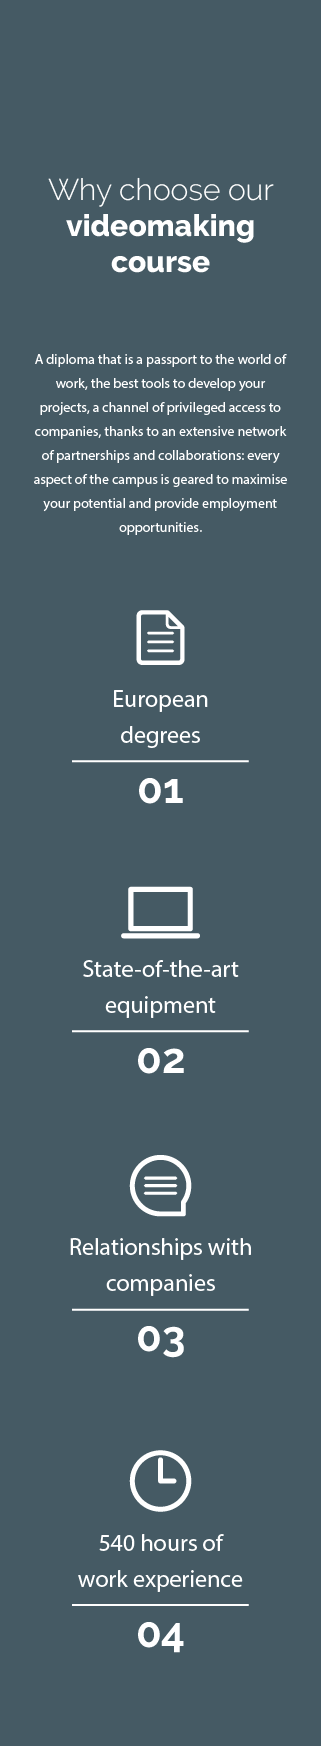 Why choose our
videomaking
course
A diploma that is a passport to the world of
work, the best tools to develop your
projects, a channel of privileged access to
companies, thanks to an extensive network
of partnerships and collaborations: every
aspect of the campus is geared to maximise
your potential and provide employment
opportunities.
European
degrees
01
State-of-the-art
equipment
02
Relationships with
companies
03
540 hours of
work experience
04